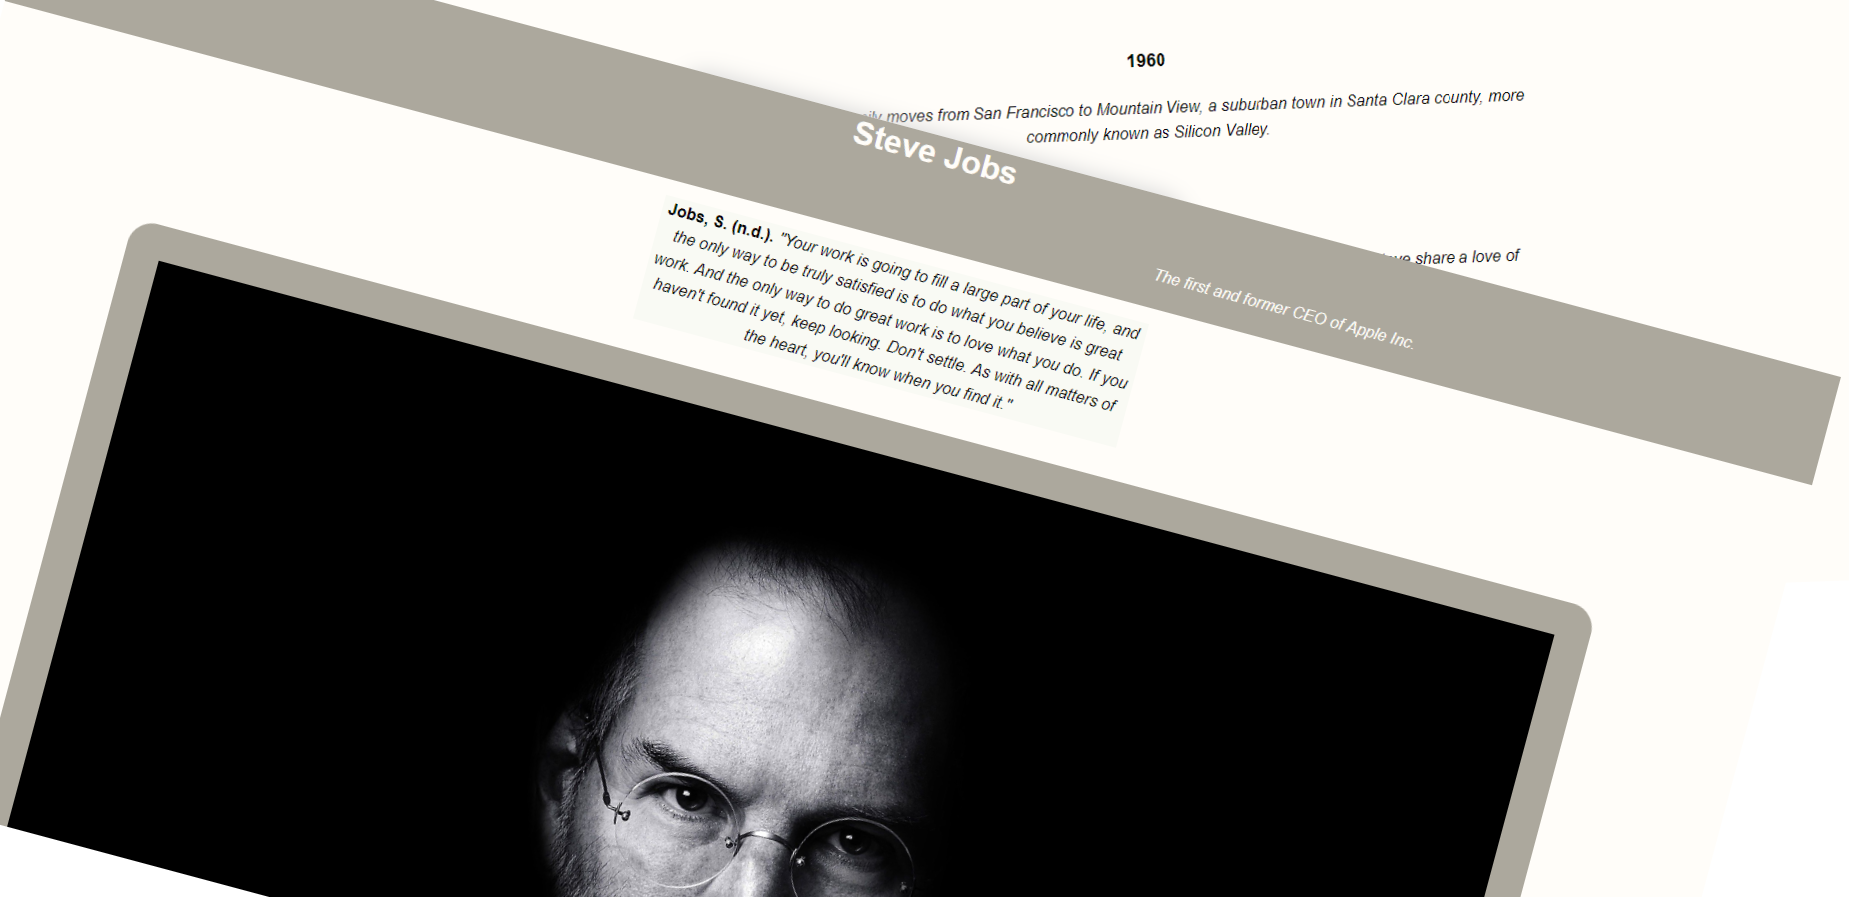 1960
moves from San Francisco to Mountain View, a suburban town in Santa Clara county, more
commonly known as Silicon Valley.
Steve Jobs
share a love of
The first and former CEO of Apple Inc.
Jobs, S. (n.d.). "Your work is going to fill a large part of your life, and
the only way to be truly satisfied is to do what you believe is great
work. And the only way to do great work is to love what you do. If you
haven't found it yet, keep looking. Don't settle. As with all matters of
the heart, you'll know when you find it."